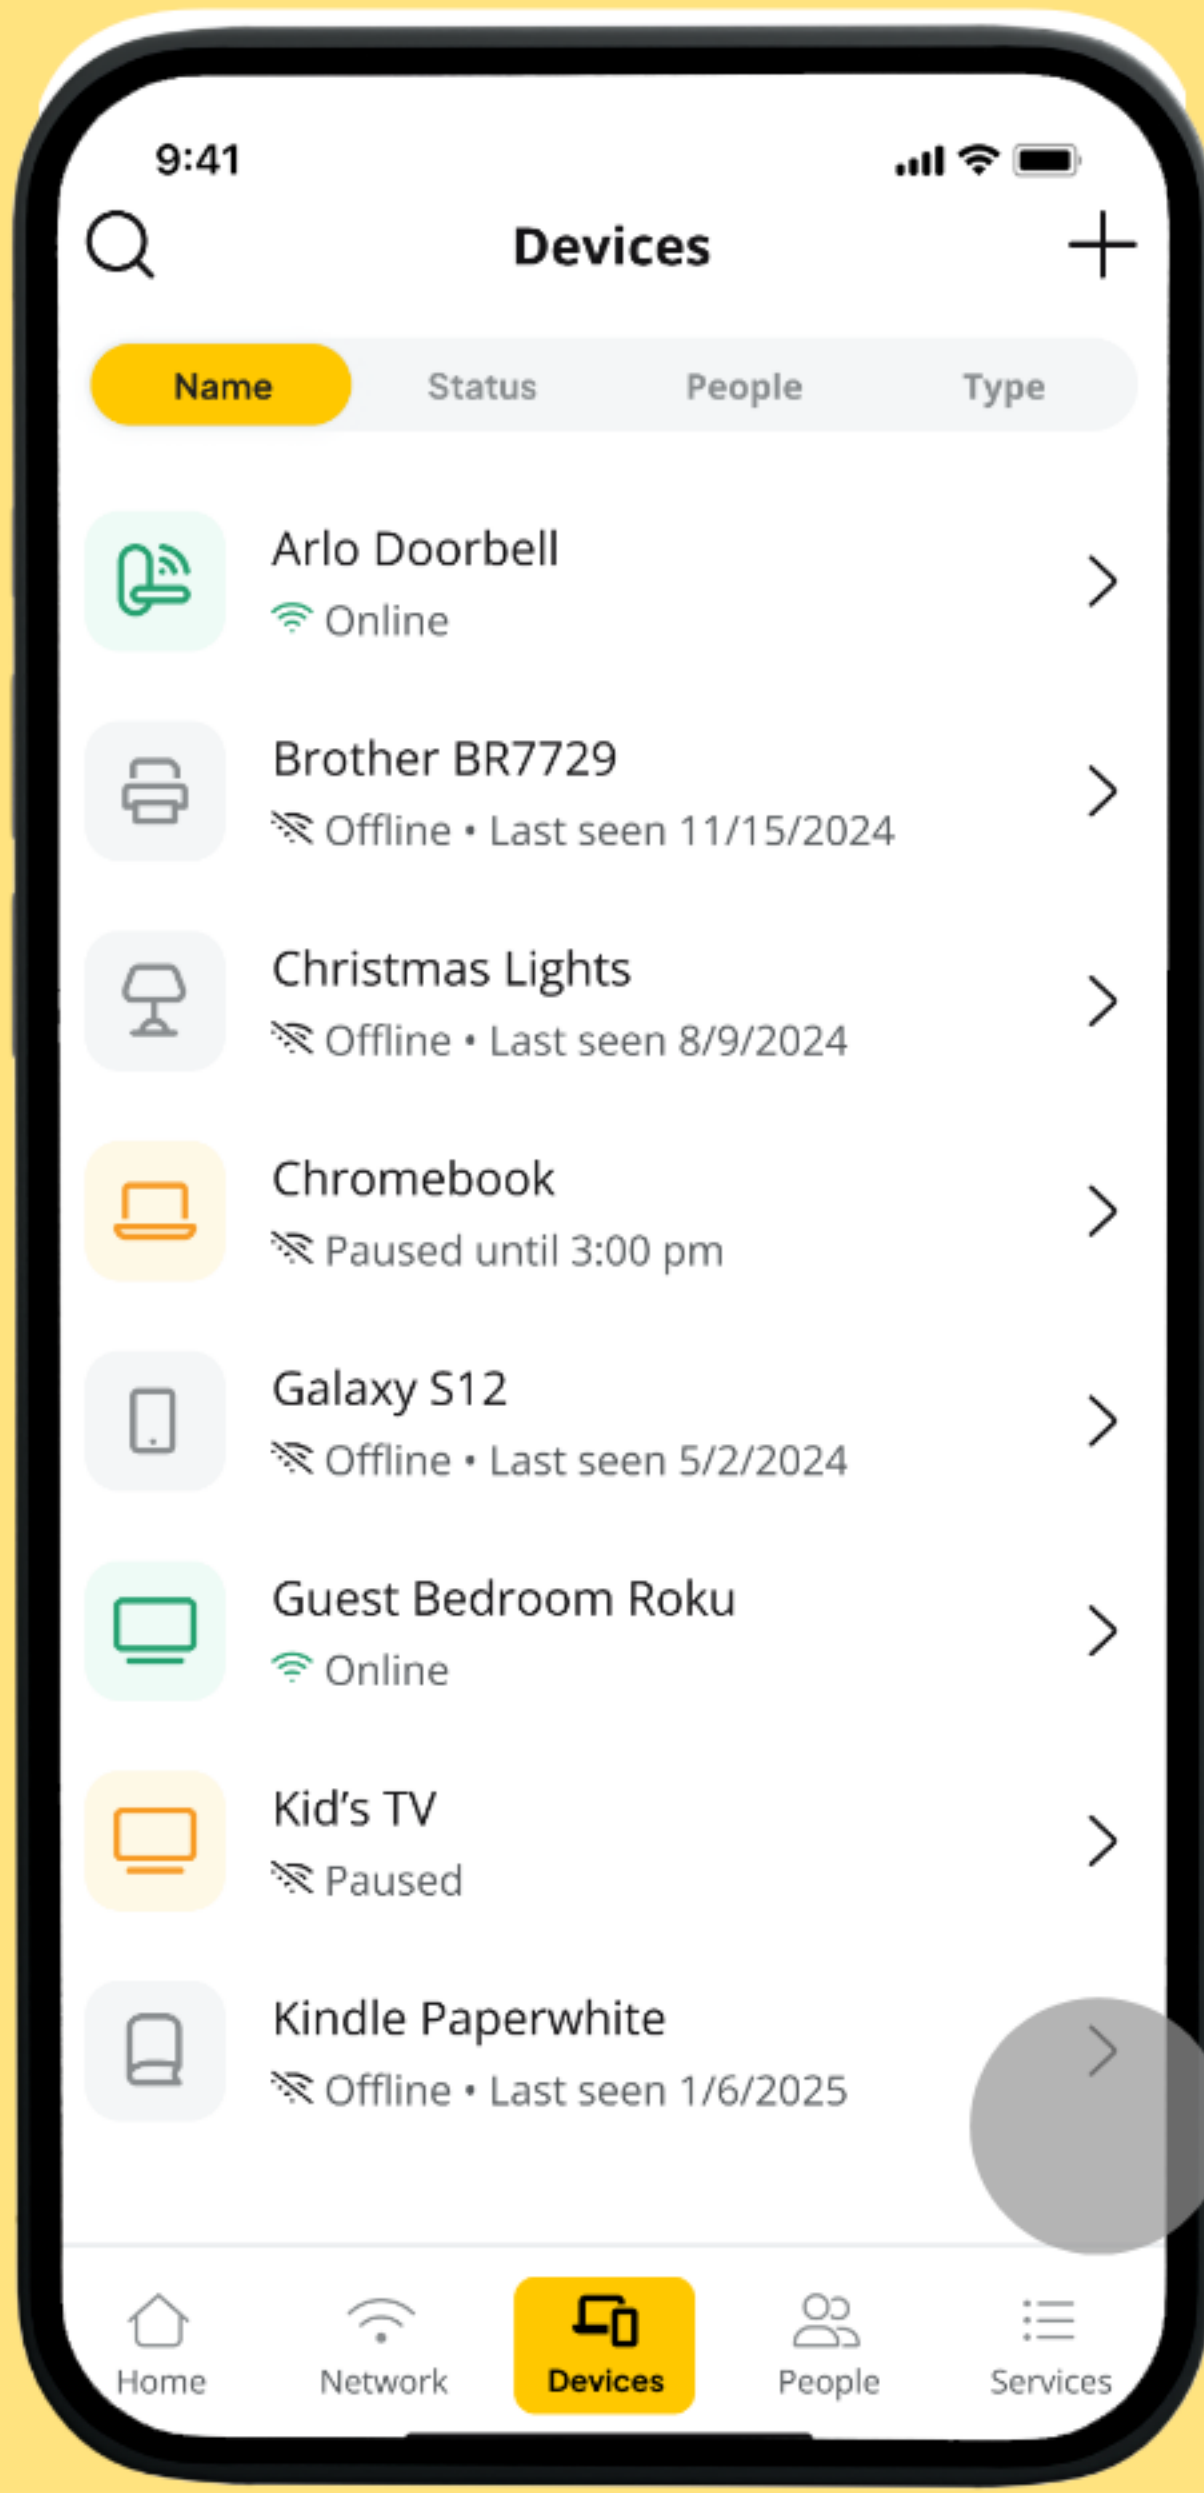 9:41
Devices
Name Status People Type
Arlo Doorbell
Online
Brother BR7729
Offline • Last seen 11/15/2024
Christmas Lights
Offline • Last seen 8/9/2024
Chromebook
Paused until 3:00 pm
Galaxy S12
Offline • Last seen 5/2/2024
Guest Bedroom Roku
Online
Kid’s TV
Paused
Kindle Paperwhite
Offline • Last seen 1/6/2025
Home Network Devices People Services